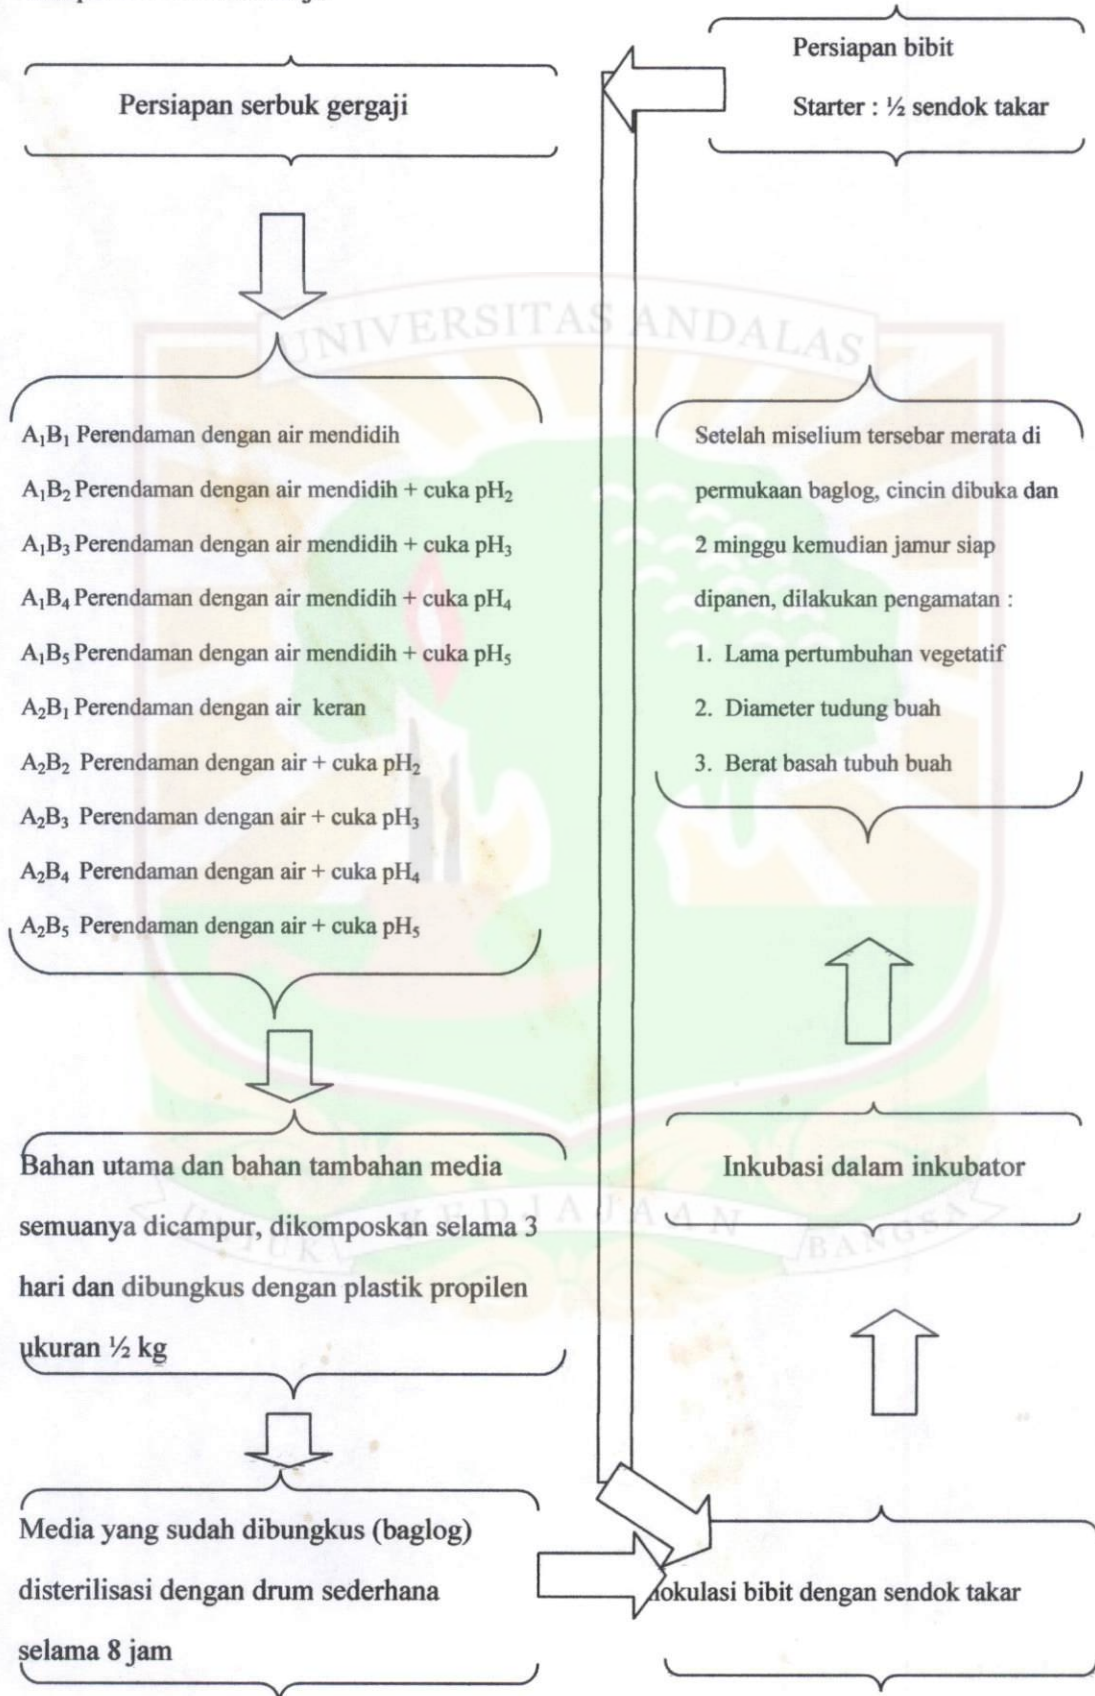 Persiapan serbuk gergaji
A₁B₁ Perendaman dengan air mendidih
A₁B₂ Perendaman dengan air mendidih + cuka pH₂
A₁B₃ Perendaman dengan air mendidih + cuka pH₃
A₁B₄ Perendaman dengan air mendidih + cuka pH₄
A₁B₅ Perendaman dengan air mendidih + cuka pH₅
A₂B₁ Perendaman dengan air keran
A₂B₂ Perendaman dengan air + cuka pH₂
A₂B₃ Perendaman dengan air + cuka pH₃
A₂B₄ Perendaman dengan air + cuka pH₄
A₂B₅ Perendaman dengan air + cuka pH₅
Bahan utama dan bahan tambahan media
semuanya dicampur, dikomposkan selama 3
hari dan dibungkus dengan plastik propilen
ukuran ½ kg
Media yang sudah dibungkus (baglog)
disterilisasi dengan drum sederhana
selama 8 jam
Persiapan bibit
Starter : ½ sendok takar
nokulasi bibit dengan sendok takar
Inkubasi dalam inkubator
Setelah miselium tersebar merata di
permukaan baglog, cincin dibuka dan
2 minggu kemudian jamur siap
dipanen, dilakukan pengamatan :
1. Lama pertumbuhan vegetatif
2. Diameter tudung buah
3. Berat basah tubuh buah
UNIVERSITAS ANDALAS
UNTUK KEDJAJAAN BANGSA